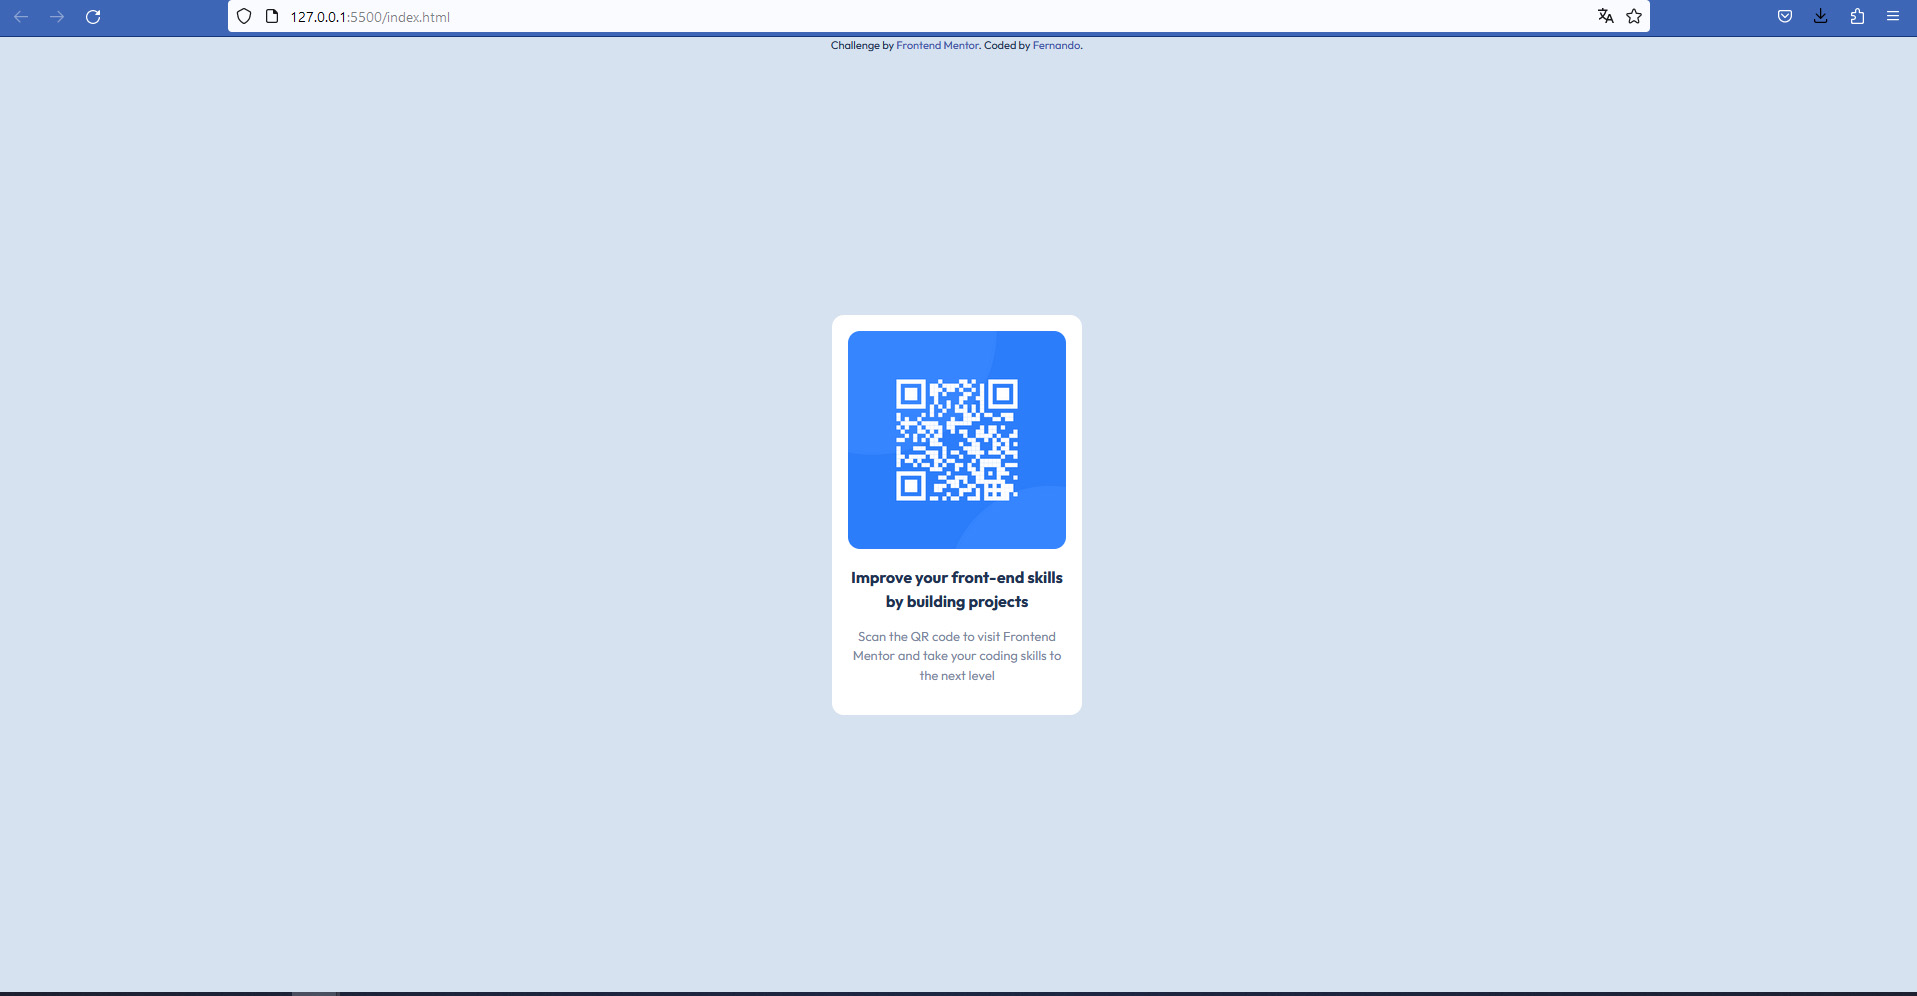 127.0.0.1:5500/index.html
Challenge by Frontend Mentor. Coded by Fernando.
Improve your front-end skills
by building projects
Scan the QR code to visit Frontend
Mentor and take your coding skills to
the next level